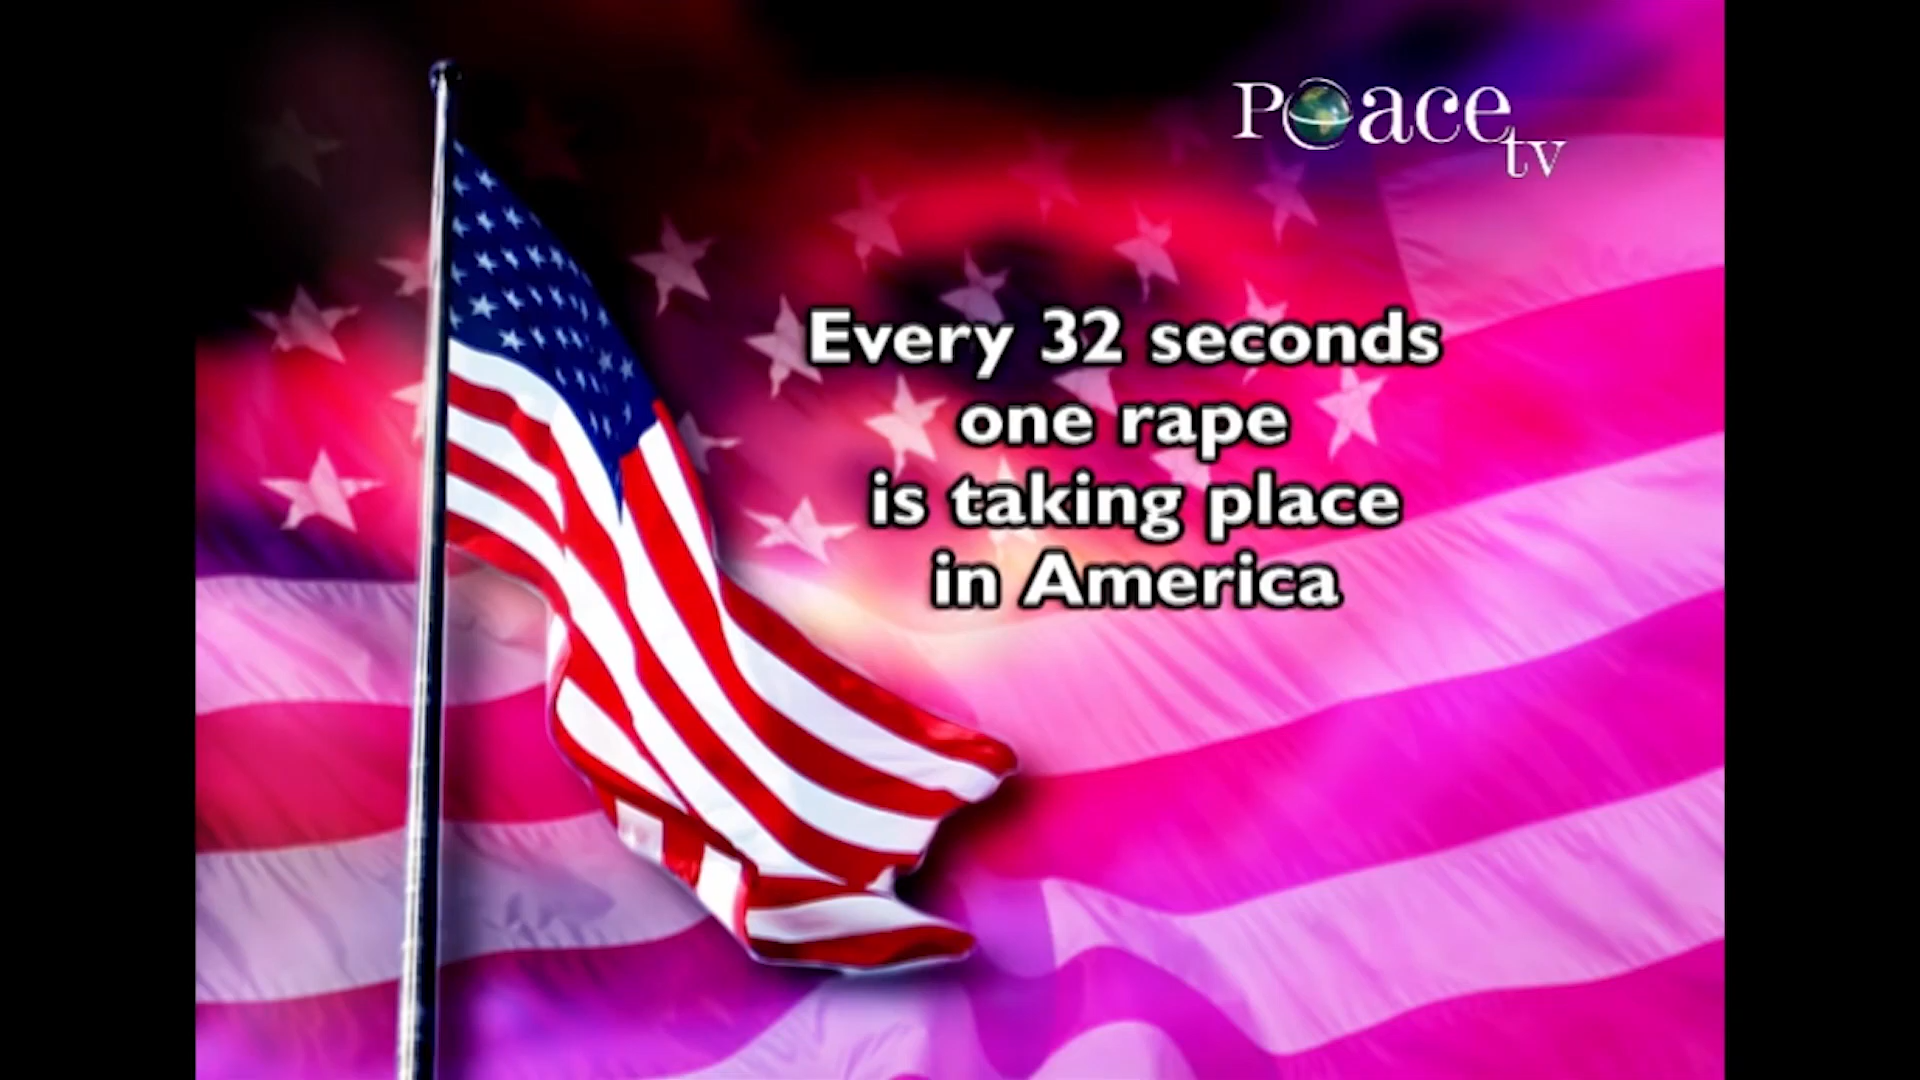 Peace tv
Every 32 seconds
one rape
is taking place
in America